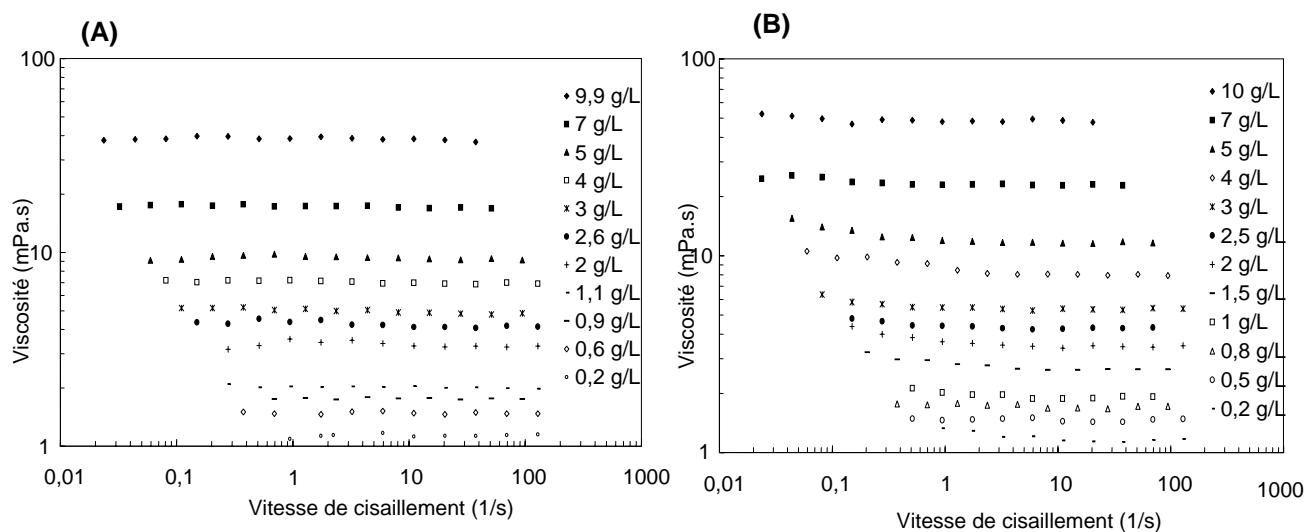 (A)
100
10
1
Viscosité (mPa.s)
0,01
0,1
1
10
100
1000
Vitesse de cisaillement (1/s)
9,9 g/L
7 g/L
5 g/L
4 g/L
3 g/L
2,6 g/L
2 g/L
1,1 g/L
0,9 g/L
0,6 g/L
0,2 g/L
(B)
100
10
1
Viscosité (mPa.s)
0,01
0,1
1
10
100
1000
Vitesse de cisaillement (1/s)
10 g/L
7 g/L
5 g/L
4 g/L
3 g/L
2,5 g/L
2 g/L
1,5 g/L
1 g/L
0,8 g/L
0,5 g/L
0,2 g/L